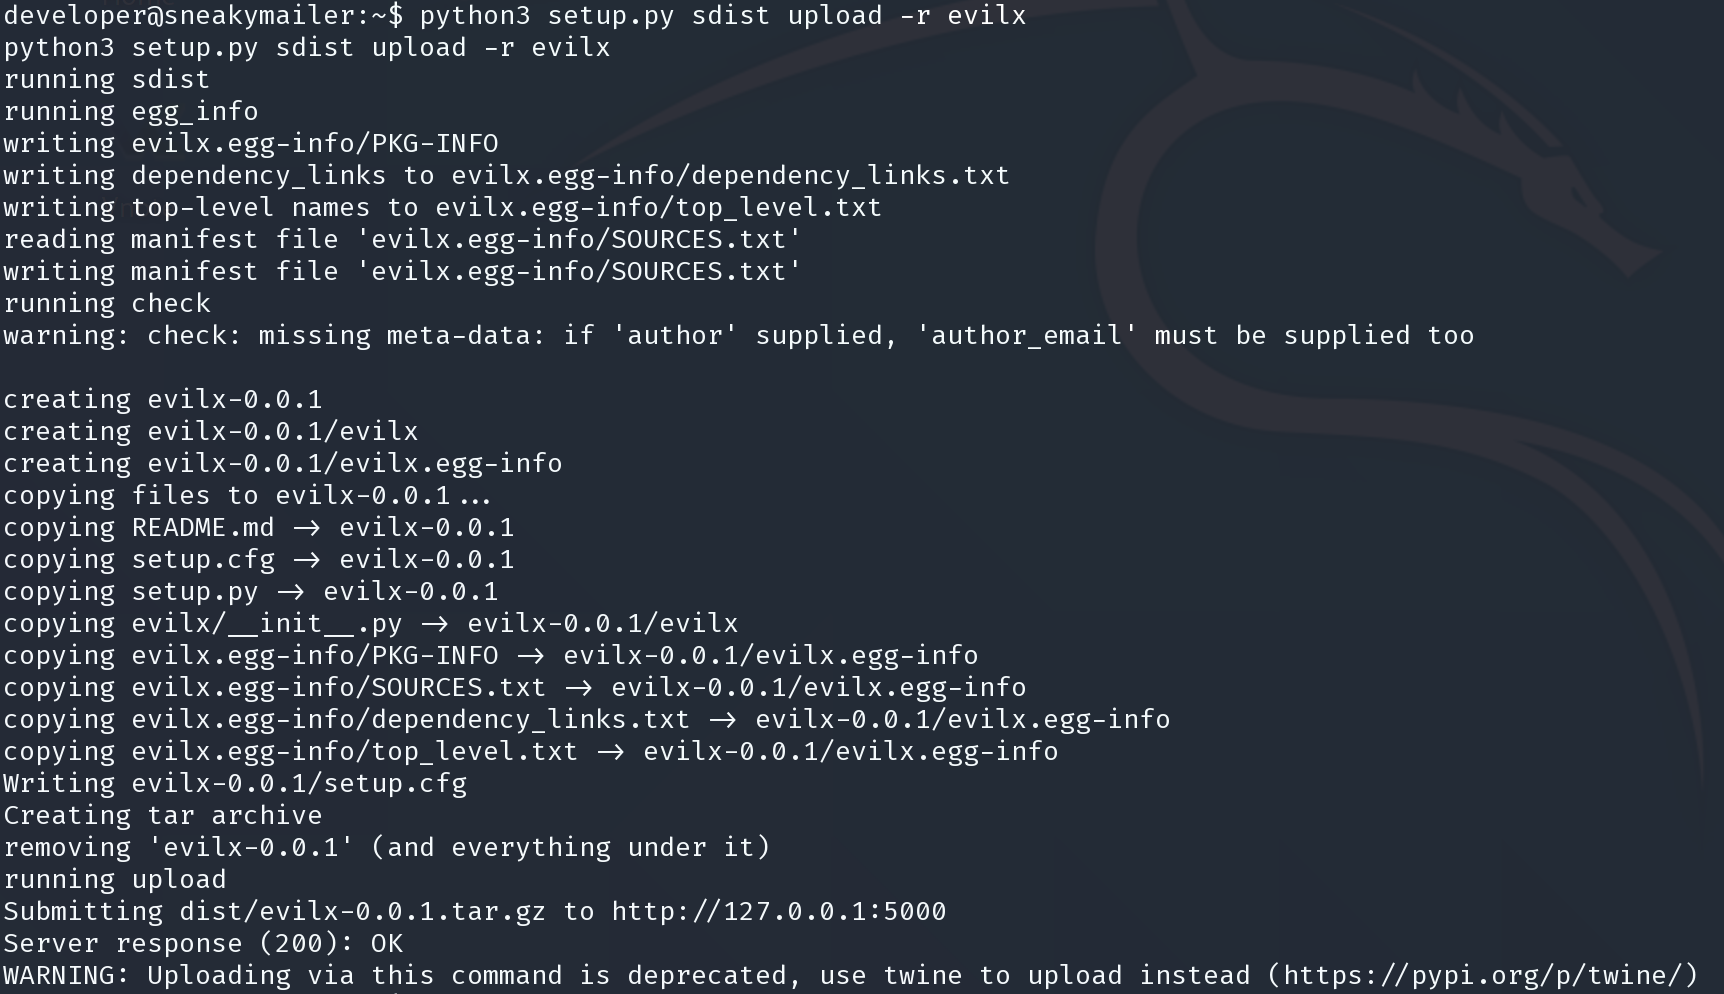 developer@sneakymailer:~$ python3 setup.py sdist upload -r evilx
python3 setup.py sdist upload -r evilx
running sdist
running egg_info
writing evilx.egg-info/PKG-INFO
writing dependency_links to evilx.egg-info/dependency_links.txt
writing top-level names to evilx.egg-info/top_level.txt
reading manifest file 'evilx.egg-info/SOURCES.txt'
writing manifest file 'evilx.egg-info/SOURCES.txt'
running check
warning: check: missing meta-data: if 'author' supplied, 'author_email' must be supplied too
creating evilx-0.0.1
creating evilx-0.0.1/evilx
creating evilx-0.0.1/evilx.egg-info
copying files to evilx-0.0.1...
copying README.md -> evilx-0.0.1
copying setup.cfg -> evilx-0.0.1
copying setup.py -> evilx-0.0.1
copying evilx/__init__.py -> evilx-0.0.1/evilx
copying evilx.egg-info/PKG-INFO -> evilx-0.0.1/evilx.egg-info
copying evilx.egg-info/SOURCES.txt -> evilx-0.0.1/evilx.egg-info
copying evilx.egg-info/dependency_links.txt -> evilx-0.0.1/evilx.egg-info
copying evilx.egg-info/top_level.txt -> evilx-0.0.1/evilx.egg-info
Writing evilx-0.0.1/setup.cfg
Creating tar archive
removing 'evilx-0.0.1' (and everything under it)
running upload
Submitting dist/evilx-0.0.1.tar.gz to http://127.0.0.1:5000
Server response (200): OK
WARNING: Uploading via this command is deprecated, use twine to upload instead (https://pypi.org/p/twine/)